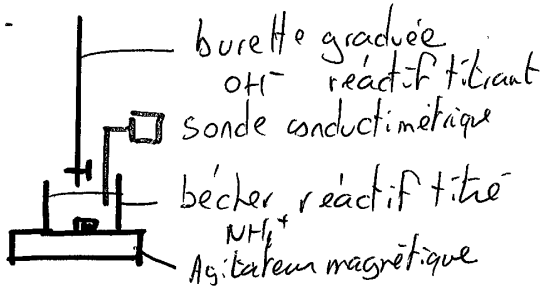 burette graduée
OH⁻ réactif titrant
sonde conductimétrique
bécher réactif titré
NH₄⁺
Agitateur magnétique